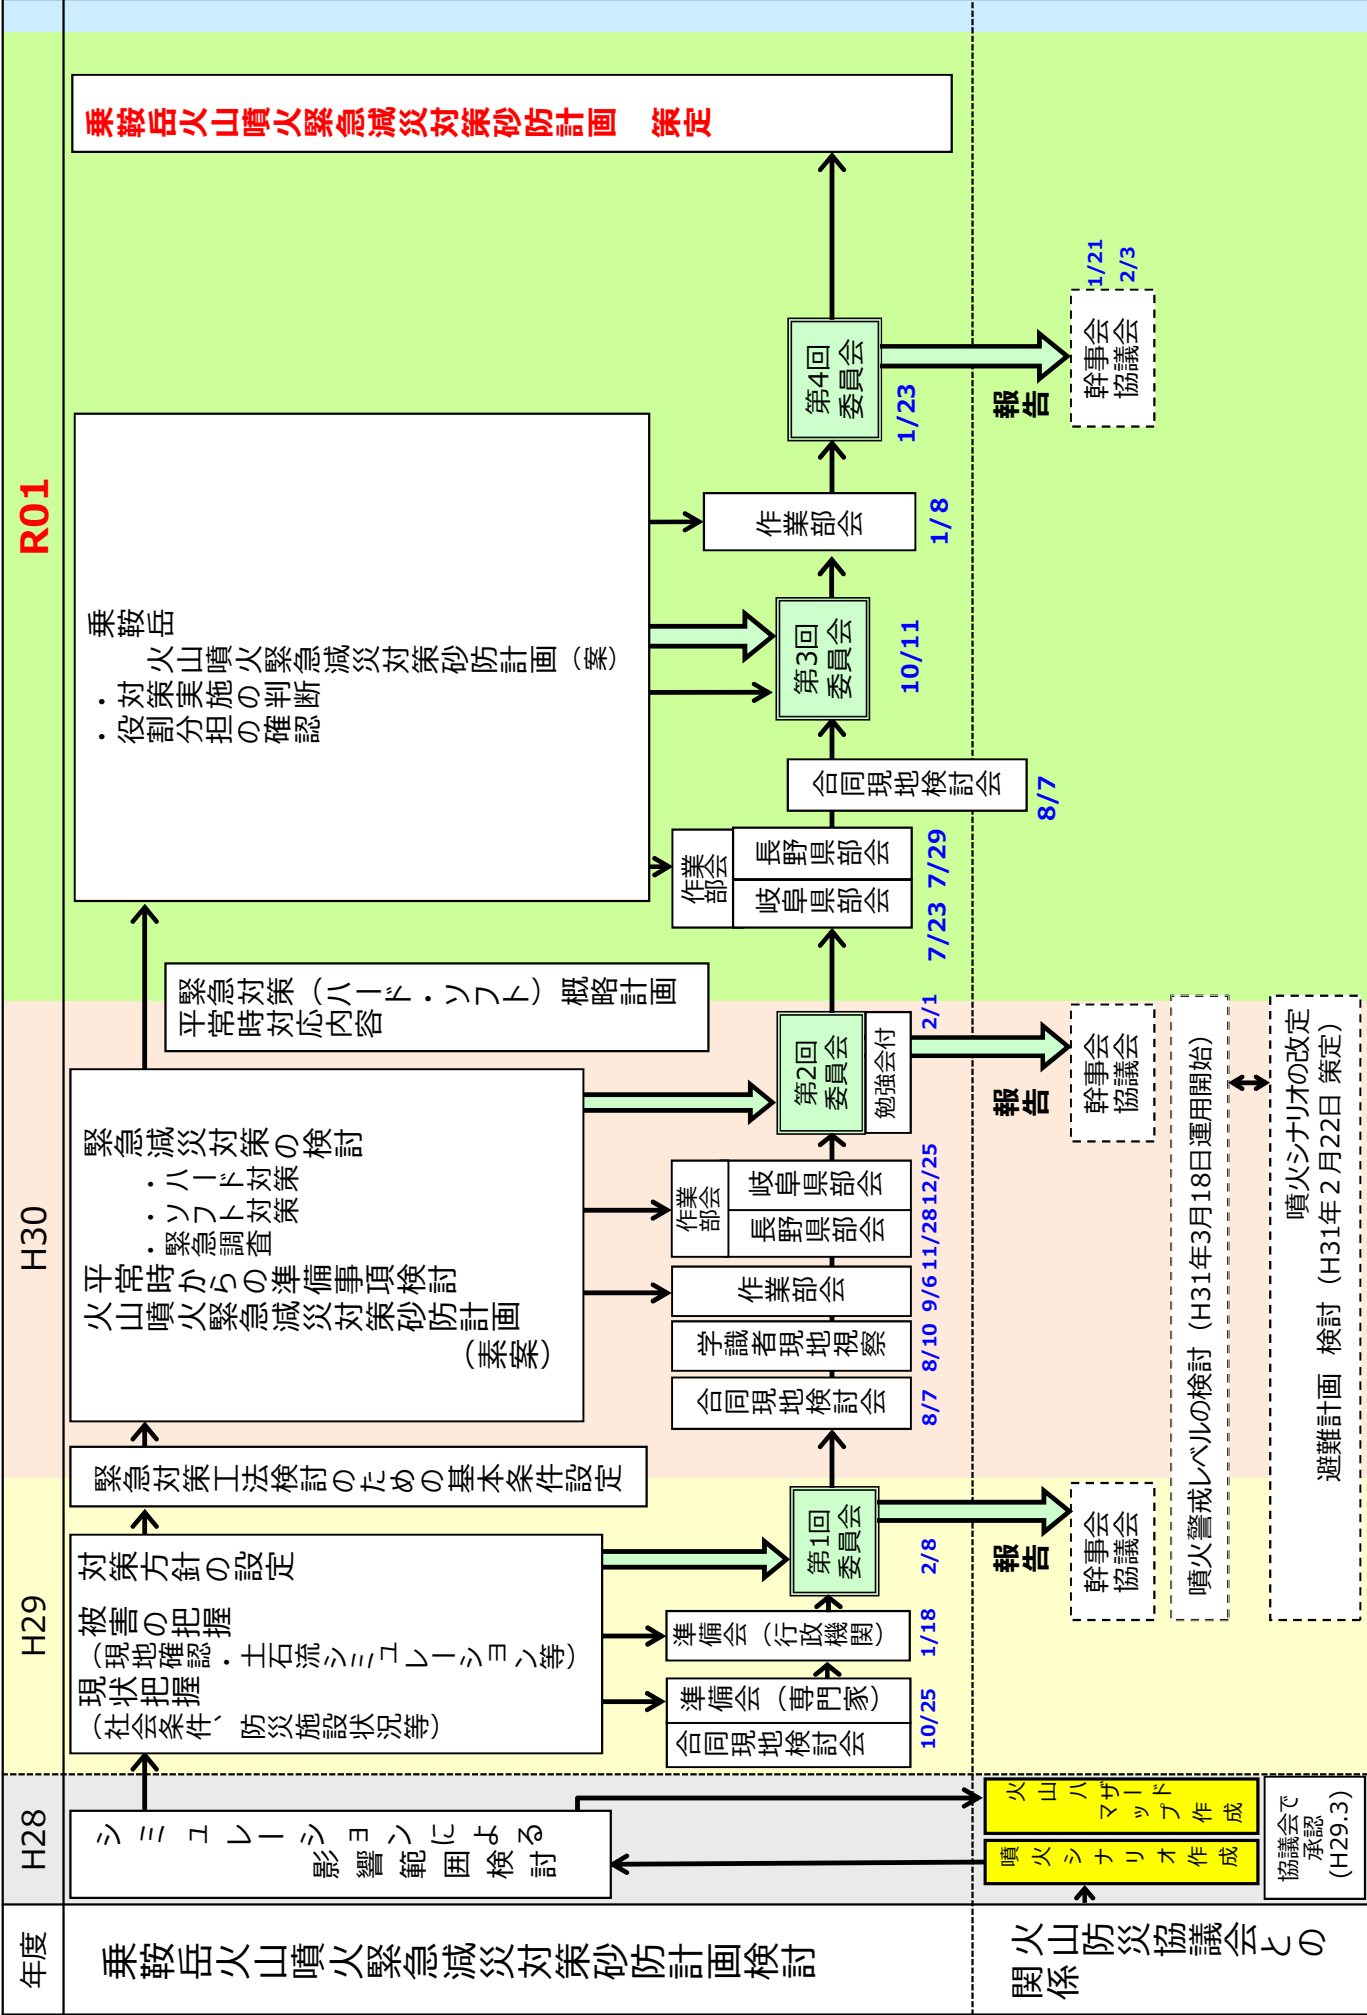 年度
H28
H29
H30
R01
乗鞍岳火山噴火緊急減災対策砂防計画検討
シミュレーションによる
影響範囲検討
対策方針の設定
被害の把握
（現地確認・土石流シミュレーション等）
現状把握
（社会条件、防災施設状況等）
緊急対策工法検討のための基本条件設定
緊急減災対策の検討
・ハード対策
・ソフト対策
・緊急調査
平常時からの準備事項検討
火山噴火緊急減災対策砂防計画
（素案）
緊急対策（ハード・ソフト）概略計画
平常時対応内容
乗鞍岳
火山噴火緊急減災対策砂防計画（案）
・対策実施の判断
・役割分担の確認
乗鞍岳火山噴火緊急減災対策砂防計画　策定
合同現地検討会
準備会（専門家）
10/25
準備会（行政機関）
1/18
第1回
委員会
2/8
合同現地検討会
8/7
学識者現地視察
8/10
作業部会
9/6
作業
部会
長野県部会
11/28
岐阜県部会
12/25
第2回
委員会
勉強会付
2/1
作業
部会
岐阜県部会
7/23
長野県部会
7/29
合同現地検討会
8/7
第3回
委員会
10/11
作業部会
1/8
第4回
委員会
1/23
火山防災協議会との
関係
噴火シナリオ作成
火山ハザード
マップ作成
協議会で
承認
(H29.3)
報告
幹事会
協議会
報告
幹事会
協議会
報告
幹事会
協議会
1/21
2/3
噴火警戒レベルの検討（H31年3月18日運用開始）
噴火シナリオの改定
避難計画　検討（H31年２月22日 策定）